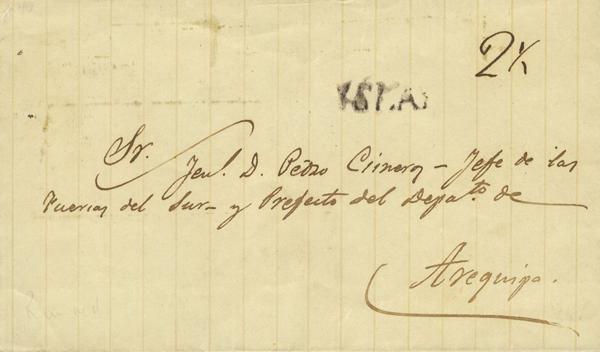 2½
ISLAY
Sr. Jenl. D. Pedro Cisneros – Jefe de las
Fuerzas del Sur – y Prefecto del Depato. de
Arequipa.